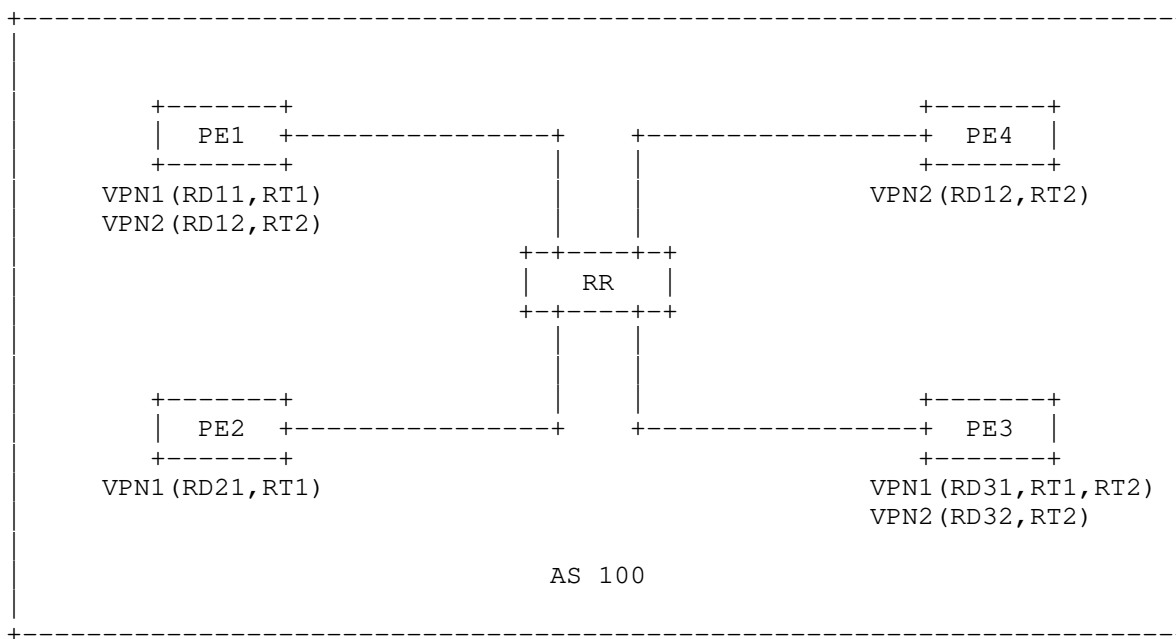 PE1 PE4
VPN1(RD11,RT1) VPN2(RD12,RT2)
VPN2(RD12,RT2)
RR
PE2 PE3
VPN1(RD21,RT1) VPN1(RD31,RT1,RT2)
VPN2(RD32,RT2)
AS 100